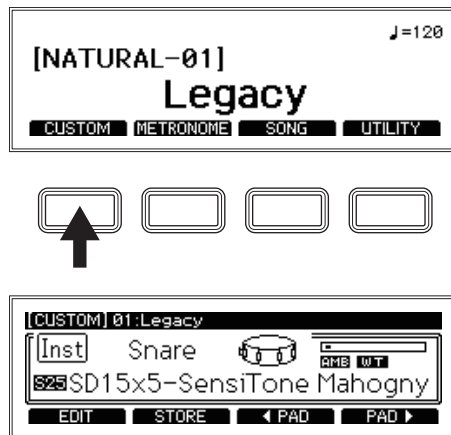 ♩=120
[NATURAL-01]
Legacy
CUSTOM METRONOME SONG UTILITY
[CUSTOM] 01:Legacy
Inst Snare
AMB WT
S25 SD15x5-SensiTone Mahogny
EDIT STORE ◀ PAD PAD ▶